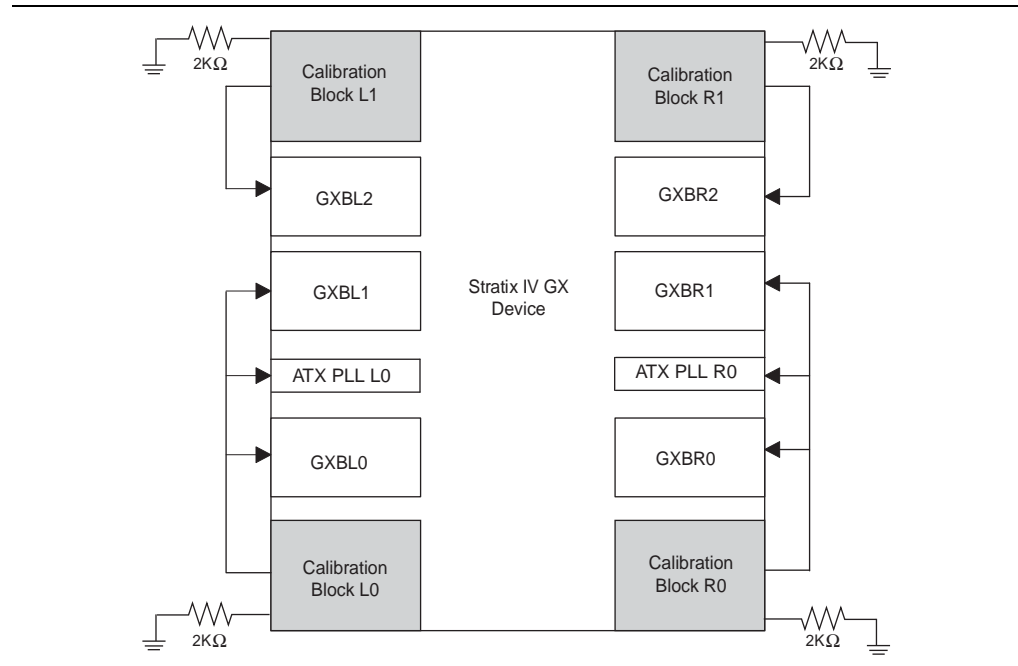 2KΩ
Calibration
Block L1
Calibration
Block R1
2KΩ
GXBL2
GXBR2
GXBL1
Stratix IV GX
Device
GXBR1
ATX PLL L0
ATX PLL R0
GXBL0
GXBR0
Calibration
Block L0
Calibration
Block R0
2KΩ
2KΩ